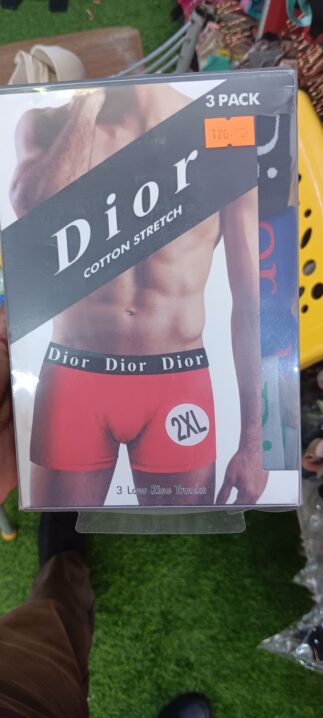 3 PACK
120.00
Dior
COTTON STRETCH
Dior Dior Dior
2XL
3 Low Rise Trunks